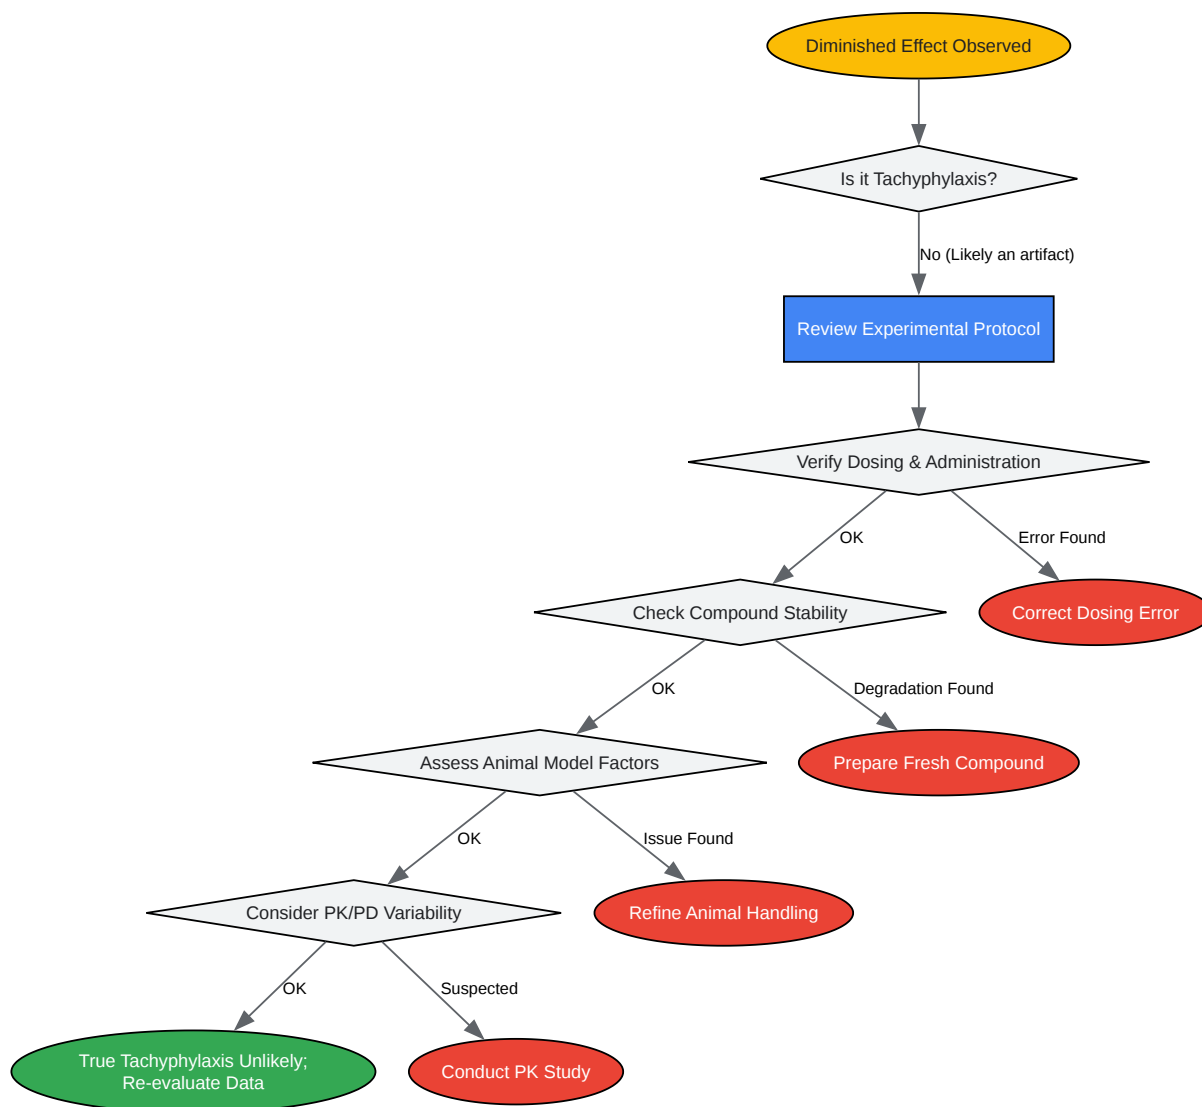 Diminished Effect Observed
Is it Tachyphylaxis?
No (Likely an artifact)
Review Experimental Protocol
Verify Dosing & Administration
OK
Error Found
Check Compound Stability
Correct Dosing Error
OK
Degradation Found
Assess Animal Model Factors
Prepare Fresh Compound
OK
Issue Found
Consider PK/PD Variability
Refine Animal Handling
OK
Suspected
True Tachyphylaxis Unlikely;
Re-evaluate Data
Conduct PK Study